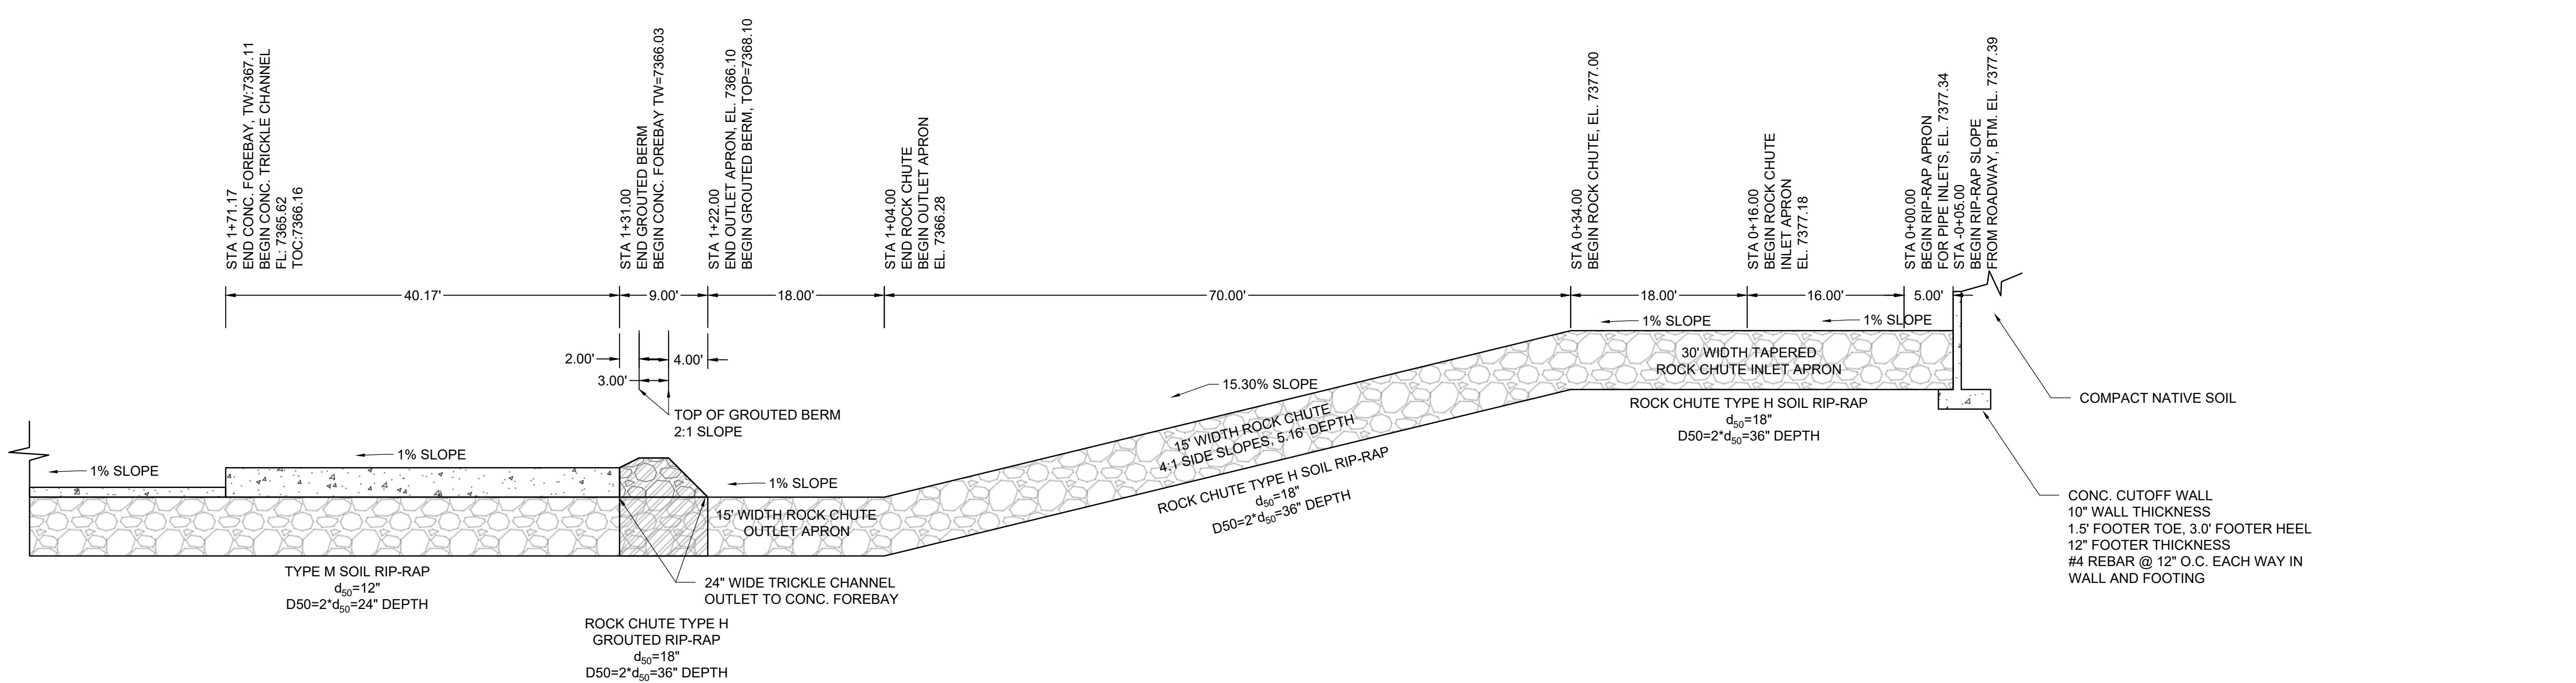 STA 1+71.17
END CONC. FOREBAY, TW:7367.11
BEGIN CONC. TRICKLE CHANNEL
FL: 7365.62
TOC:7366.16
STA 1+31.00
END GROUTED BERM
BEGIN CONC. FOREBAY TW=7366.03
STA 1+22.00
END OUTLET APRON, EL. 7366.10
BEGIN GROUTED BERM, TOP=7368.10
STA 1+04.00
END ROCK CHUTE
BEGIN OUTLET APRON
EL. 7366.28
STA 0+34.00
BEGIN ROCK CHUTE, EL. 7377.00
STA 0+16.00
BEGIN ROCK CHUTE
INLET APRON
EL. 7377.18
STA 0+00.00
BEGIN RIP-RAP APRON
FOR PIPE INLETS, EL. 7377.34
STA -0+05.00
BEGIN RIP-RAP SLOPE
FROM ROADWAY, BTM. EL. 7377.39
40.17'
9.00'
18.00'
70.00'
18.00'
16.00'
5.00'
1% SLOPE
1% SLOPE
2.00'
4.00'
3.00'
TOP OF GROUTED BERM
2:1 SLOPE
15.30% SLOPE
30' WIDTH TAPERED
ROCK CHUTE INLET APRON
ROCK CHUTE TYPE H SOIL RIP-RAP
d50=18"
D50=2*d50=36" DEPTH
COMPACT NATIVE SOIL
15' WIDTH ROCK CHUTE
4:1 SIDE SLOPES, 5.16' DEPTH
ROCK CHUTE TYPE H SOIL RIP-RAP
d50=18"
D50=2*d50=36" DEPTH
1% SLOPE
1% SLOPE
1% SLOPE
15' WIDTH ROCK CHUTE
OUTLET APRON
CONC. CUTOFF WALL
10" WALL THICKNESS
1.5' FOOTER TOE, 3.0' FOOTER HEEL
12" FOOTER THICKNESS
#4 REBAR @ 12" O.C. EACH WAY IN
WALL AND FOOTING
TYPE M SOIL RIP-RAP
d50=12"
D50=2*d50=24" DEPTH
24" WIDE TRICKLE CHANNEL
OUTLET TO CONC. FOREBAY
ROCK CHUTE TYPE H
GROUTED RIP-RAP
d50=18"
D50=2*d50=36" DEPTH